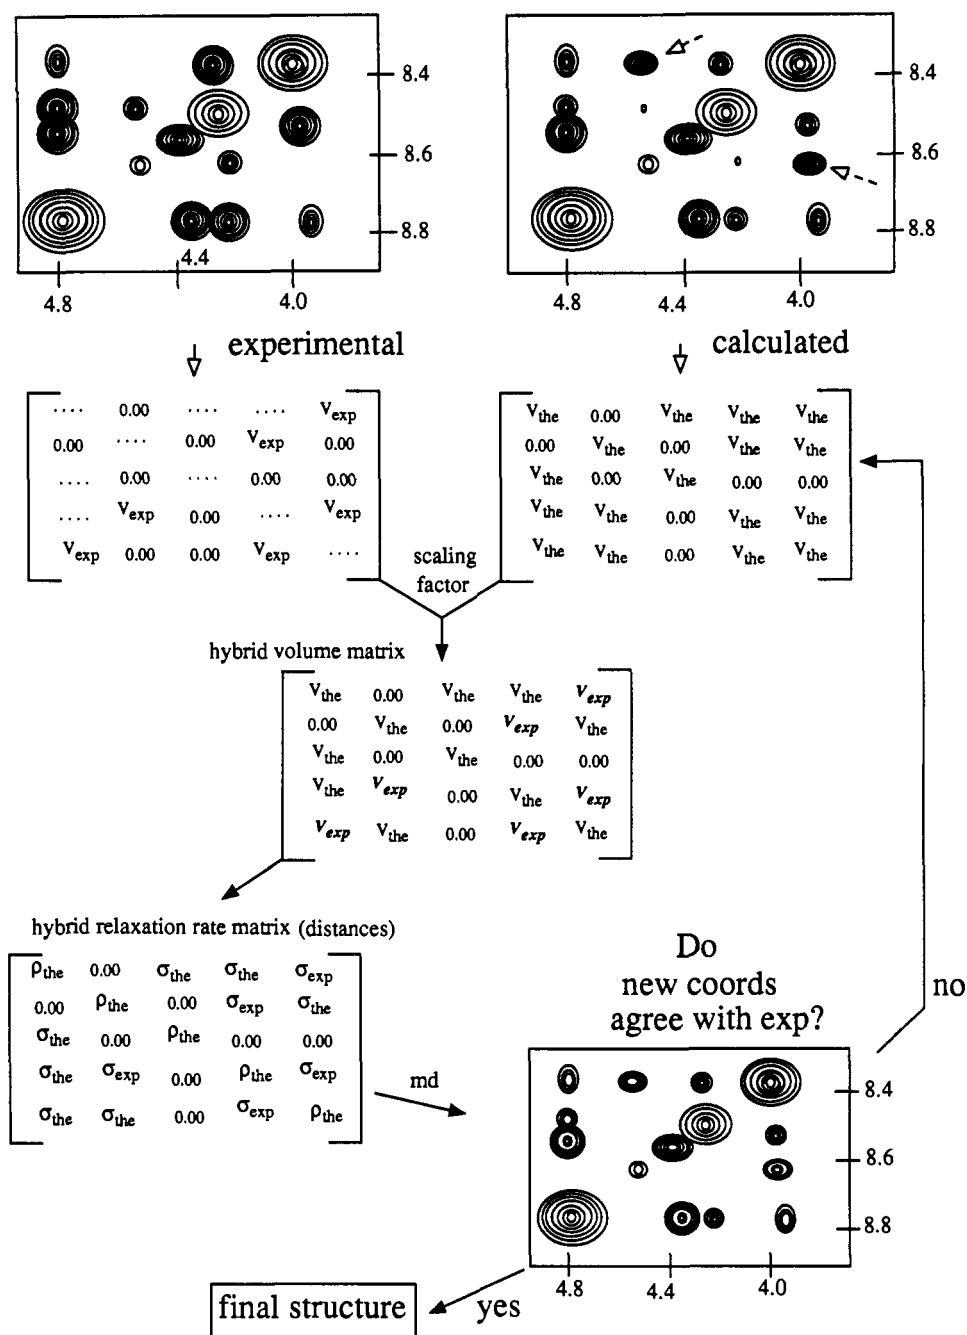 8.4
8.6
8.8
4.4
4.8
4.0
8.4
8.6
8.8
4.8
4.4
4.0
experimental
calculated
.... 0.00 .... .... Vexp
0.00 .... 0.00 Vexp 0.00
.... 0.00 .... 0.00 0.00
.... Vexp 0.00 .... Vexp
Vexp 0.00 0.00 Vexp ....
Vthe 0.00 Vthe Vthe Vthe
0.00 Vthe 0.00 Vthe Vthe
Vthe 0.00 Vthe 0.00 0.00
Vthe Vthe 0.00 Vthe Vthe
Vthe Vthe 0.00 Vthe Vthe
scaling
factor
hybrid volume matrix
Vthe 0.00 Vthe Vthe Vexp
0.00 Vthe 0.00 Vexp Vthe
Vthe 0.00 Vthe 0.00 0.00
Vthe Vexp 0.00 Vthe Vexp
Vexp Vthe 0.00 Vexp Vthe
hybrid relaxation rate matrix (distances)
ρthe 0.00 σthe σthe σexp
0.00 ρthe 0.00 σexp σthe
σthe 0.00 ρthe 0.00 0.00
σthe σexp 0.00 ρthe σexp
σthe σthe 0.00 σexp ρthe
md
Do
new coords
agree with exp?
no
8.4
8.6
8.8
4.8
4.4
4.0
yes
final structure